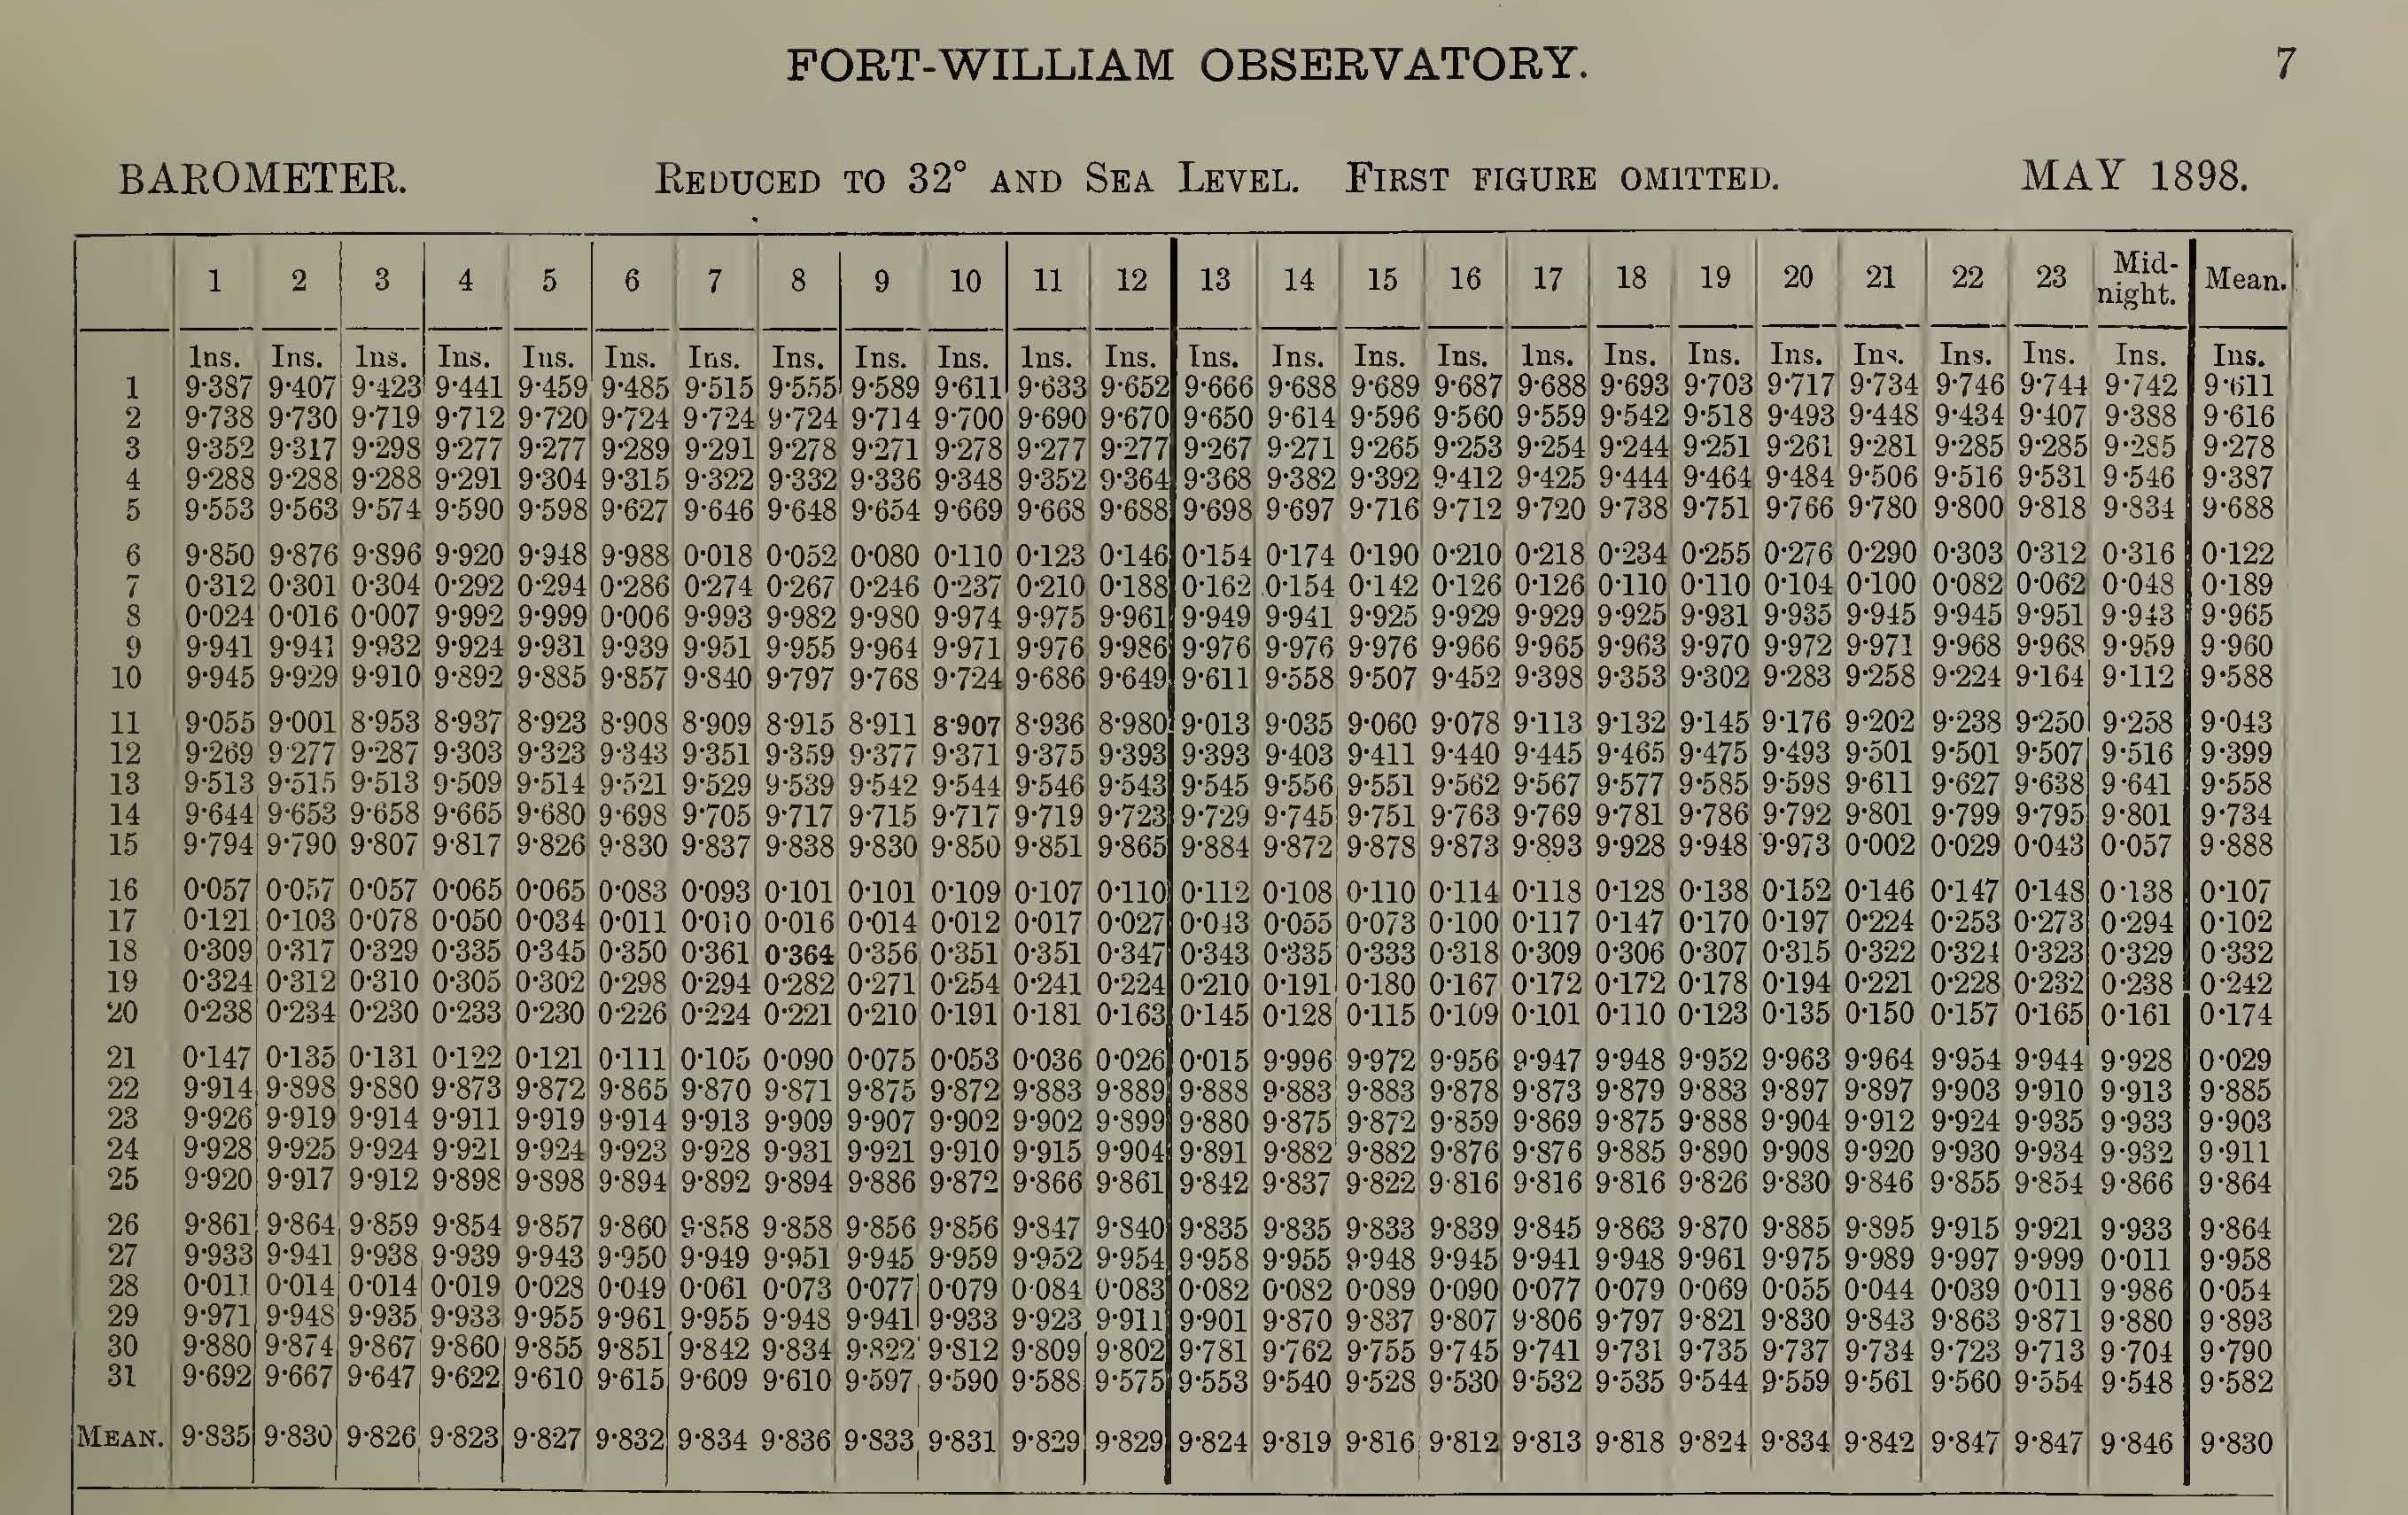 FORT-WILLIAM OBSERVATORY. 7
BAROMETER. REDUCED TO 32° AND SEA LEVEL. FIRST FIGURE OMITTED. MAY 1898.
1 2 3 4 5 6 7 8 9 10 11 12 13 14 15 16 17 18 19 20 21 22 23 Mid-night. Mean.
Ins. Ins. Ins. Ins. Ins. Ins. Ins. Ins. Ins. Ins. Ins. Ins. Ins. Ins. Ins. Ins. Ins. Ins. Ins. Ins. Ins. Ins. Ins. Ins. Ins.
1 9·387 9·407 9·423 9·441 9·459 9·485 9·515 9·555 9·589 9·611 9·633 9·652 9·666 9·688 9·689 9·687 9·688 9·693 9·703 9·717 9·734 9·746 9·744 9·742 9·611
2 9·738 9·730 9·719 9·712 9·720 9·724 9·724 9·724 9·714 9·700 9·690 9·670 9·650 9·614 9·596 9·560 9·559 9·542 9·518 9·493 9·448 9·434 9·407 9·388 9·616
3 9·352 9·317 9·298 9·277 9·277 9·289 9·291 9·278 9·271 9·278 9·277 9·277 9·267 9·271 9·265 9·253 9·254 9·244 9·251 9·261 9·281 9·285 9·285 9·285 9·278
4 9·288 9·288 9·288 9·291 9·304 9·315 9·322 9·332 9·336 9·348 9·352 9·364 9·368 9·382 9·392 9·412 9·425 9·444 9·464 9·484 9·506 9·516 9·531 9·546 9·387
5 9·553 9·563 9·574 9·590 9·598 9·627 9·646 9·648 9·654 9·669 9·668 9·688 9·698 9·697 9·716 9·712 9·720 9·738 9·751 9·766 9·780 9·800 9·818 9·834 9·688
6 9·850 9·876 9·896 9·920 9·948 9·988 0·018 0·052 0·080 0·110 0·123 0·146 0·154 0·174 0·190 0·210 0·218 0·234 0·255 0·276 0·290 0·303 0·312 0·316 0·122
7 0·312 0·301 0·304 0·292 0·294 0·286 0·274 0·267 0·246 0·237 0·210 0·188 0·162 0·154 0·142 0·126 0·126 0·110 0·110 0·104 0·100 0·082 0·062 0·048 0·189
8 0·024 0·016 0·007 9·992 9·999 0·006 9·993 9·982 9·980 9·974 9·975 9·961 9·949 9·941 9·925 9·929 9·929 9·925 9·931 9·935 9·945 9·945 9·951 9·943 9·965
9 9·941 9·941 9·932 9·924 9·931 9·939 9·951 9·955 9·964 9·971 9·976 9·986 9·976 9·976 9·976 9·966 9·965 9·963 9·970 9·972 9·971 9·968 9·968 9·959 9·960
10 9·945 9·929 9·910 9·892 9·885 9·857 9·840 9·797 9·768 9·724 9·686 9·649 9·611 9·558 9·507 9·452 9·398 9·353 9·302 9·283 9·258 9·224 9·164 9·112 9·588
11 9·055 9·001 8·953 8·937 8·923 8·908 8·909 8·915 8·911 8·907 8·936 8·980 9·013 9·035 9·060 9·078 9·113 9·132 9·145 9·176 9·202 9·238 9·250 9·258 9·043
12 9·269 9·277 9·287 9·303 9·323 9·343 9·351 9·359 9·377 9·371 9·375 9·393 9·393 9·403 9·411 9·440 9·445 9·465 9·475 9·493 9·501 9·501 9·507 9·516 9·399
13 9·513 9·515 9·513 9·509 9·514 9·521 9·529 9·539 9·542 9·544 9·546 9·543 9·545 9·556 9·551 9·562 9·567 9·577 9·585 9·598 9·611 9·627 9·638 9·641 9·558
14 9·644 9·653 9·658 9·665 9·680 9·698 9·705 9·717 9·715 9·717 9·719 9·723 9·729 9·745 9·751 9·763 9·769 9·781 9·786 9·792 9·801 9·799 9·795 9·801 9·734
15 9·794 9·790 9·807 9·817 9·826 9·830 9·837 9·838 9·830 9·850 9·851 9·865 9·884 9·872 9·878 9·873 9·893 9·928 9·948 9·973 0·002 0·029 0·043 0·057 9·888
16 0·057 0·057 0·057 0·065 0·065 0·083 0·093 0·101 0·101 0·109 0·107 0·110 0·112 0·108 0·110 0·114 0·118 0·128 0·138 0·152 0·146 0·147 0·148 0·138 0·107
17 0·121 0·103 0·078 0·050 0·034 0·011 0·010 0·016 0·014 0·012 0·017 0·027 0·043 0·055 0·073 0·100 0·117 0·147 0·170 0·197 0·224 0·253 0·273 0·294 0·102
18 0·309 0·317 0·329 0·335 0·345 0·350 0·361 0·364 0·356 0·351 0·351 0·347 0·343 0·335 0·333 0·318 0·309 0·306 0·307 0·315 0·322 0·324 0·323 0·329 0·332
19 0·324 0·312 0·310 0·305 0·302 0·298 0·294 0·282 0·271 0·254 0·241 0·224 0·210 0·191 0·180 0·167 0·172 0·172 0·178 0·194 0·221 0·228 0·232 0·238 0·242
20 0·238 0·234 0·230 0·233 0·230 0·226 0·224 0·221 0·210 0·191 0·181 0·163 0·145 0·128 0·115 0·109 0·101 0·110 0·123 0·135 0·150 0·157 0·165 0·161 0·174
21 0·147 0·135 0·131 0·122 0·121 0·111 0·105 0·090 0·075 0·053 0·036 0·026 0·015 9·996 9·972 9·956 9·947 9·948 9·952 9·963 9·964 9·954 9·944 9·928 0·029
22 9·914 9·898 9·880 9·873 9·872 9·865 9·870 9·871 9·875 9·872 9·883 9·889 9·888 9·883 9·883 9·878 9·873 9·879 9·883 9·897 9·897 9·903 9·910 9·913 9·885
23 9·926 9·919 9·914 9·911 9·919 9·914 9·913 9·909 9·907 9·902 9·902 9·899 9·880 9·875 9·872 9·859 9·869 9·875 9·888 9·904 9·912 9·924 9·935 9·933 9·903
24 9·928 9·925 9·924 9·921 9·924 9·923 9·928 9·931 9·921 9·910 9·915 9·904 9·891 9·882 9·882 9·876 9·876 9·885 9·890 9·908 9·920 9·930 9·934 9·932 9·911
25 9·920 9·917 9·912 9·898 9·898 9·894 9·892 9·894 9·886 9·872 9·866 9·861 9·842 9·837 9·822 9·816 9·816 9·816 9·826 9·830 9·846 9·855 9·854 9·866 9·864
26 9·861 9·864 9·859 9·854 9·857 9·860 9·858 9·858 9·856 9·856 9·847 9·840 9·835 9·835 9·833 9·839 9·845 9·863 9·870 9·885 9·895 9·915 9·921 9·933 9·864
27 9·933 9·941 9·938 9·939 9·943 9·950 9·949 9·951 9·945 9·959 9·952 9·954 9·958 9·955 9·948 9·945 9·941 9·948 9·961 9·975 9·989 9·997 9·999 0·011 9·958
28 0·011 0·014 0·014 0·019 0·028 0·049 0·061 0·073 0·077 0·079 0·084 0·083 0·082 0·082 0·089 0·090 0·077 0·079 0·069 0·055 0·044 0·039 0·011 9·986 0·054
29 9·971 9·948 9·935 9·933 9·955 9·961 9·955 9·948 9·941 9·933 9·923 9·911 9·901 9·870 9·837 9·807 9·806 9·797 9·821 9·830 9·843 9·863 9·871 9·880 9·893
30 9·880 9·874 9·867 9·860 9·855 9·851 9·842 9·834 9·822 9·812 9·809 9·802 9·781 9·762 9·755 9·745 9·741 9·731 9·735 9·737 9·734 9·723 9·713 9·704 9·790
31 9·692 9·667 9·647 9·622 9·610 9·615 9·609 9·610 9·597 9·590 9·588 9·575 9·553 9·540 9·528 9·530 9·532 9·535 9·544 9·559 9·561 9·560 9·554 9·548 9·582
MEAN. 9·835 9·830 9·826 9·823 9·827 9·832 9·834 9·836 9·833 9·831 9·829 9·829 9·824 9·819 9·816 9·812 9·813 9·818 9·824 9·834 9·842 9·847 9·847 9·846 9·830